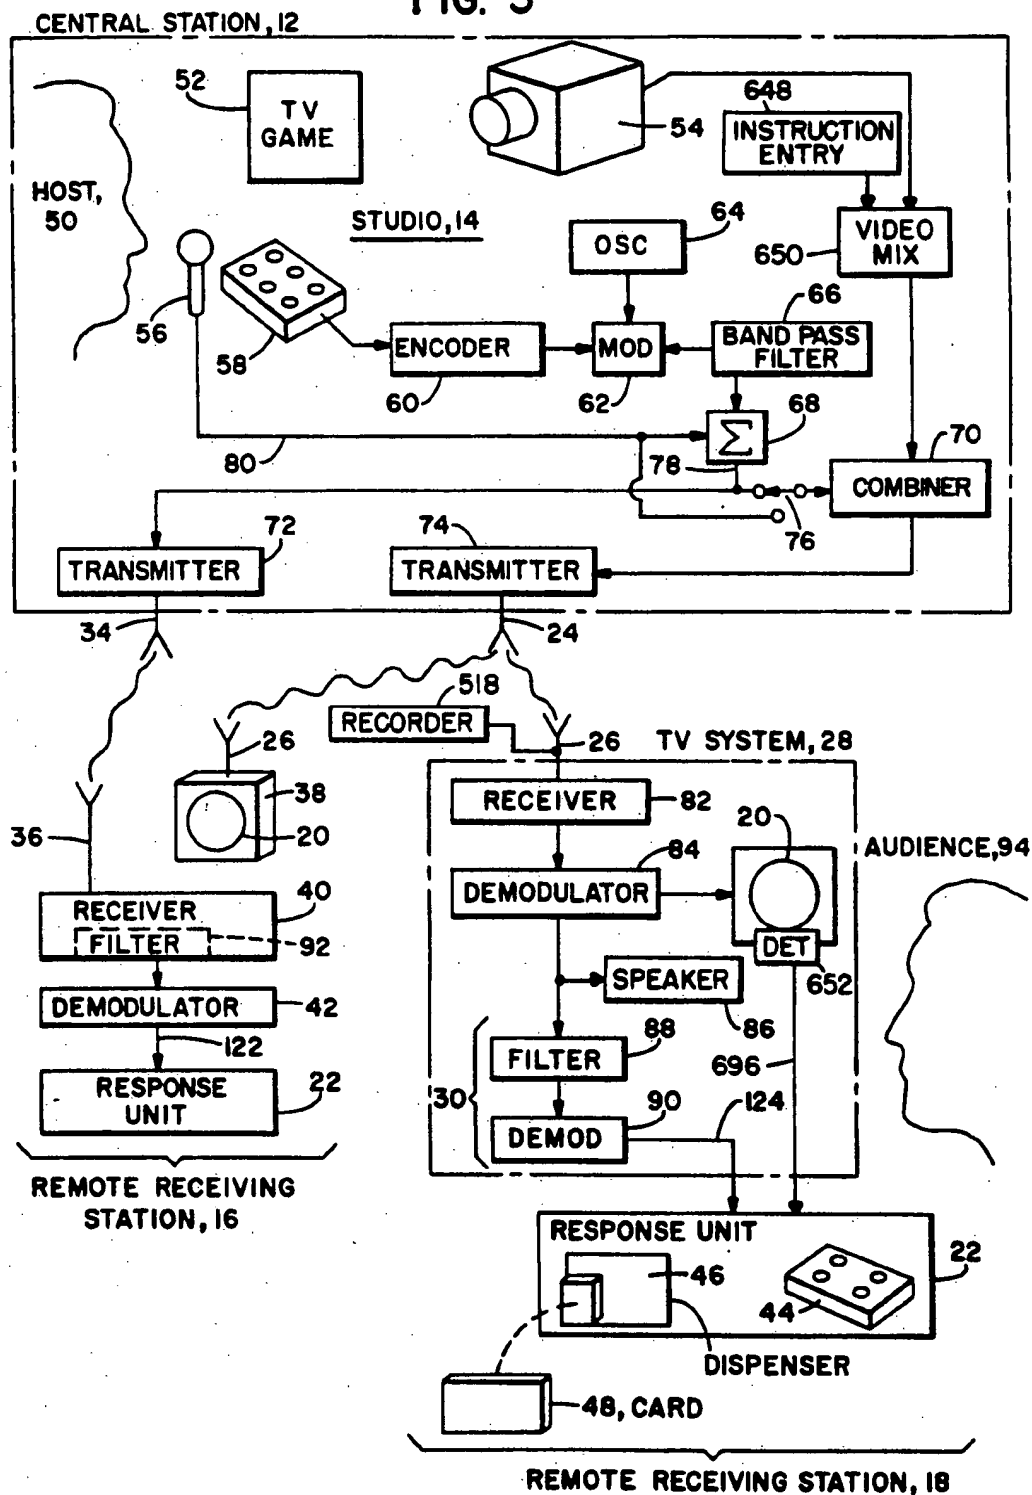 FIG. 3
CENTRAL STATION, 12
52
TV
GAME
54
648
INSTRUCTION
ENTRY
HOST,
50
STUDIO, 14
64
OSC
650
VIDEO
MIX
56
58
ENCODER
60
MOD
62
66
BAND PASS
FILTER
68
Σ
80
78
70
COMBINER
76
72
TRANSMITTER
74
TRANSMITTER
34
24
518
RECORDER
26
26
TV SYSTEM, 28
38
20
RECEIVER
82
20
AUDIENCE, 94
36
84
DEMODULATOR
40
RECEIVER
FILTER
92
DET
652
SPEAKER
86
DEMODULATOR
42
122
88
FILTER
696
RESPONSE
UNIT
22
30
90
DEMOD
124
REMOTE RECEIVING
STATION, 16
RESPONSE UNIT
46
44
22
DISPENSER
48, CARD
REMOTE RECEIVING STATION, 18